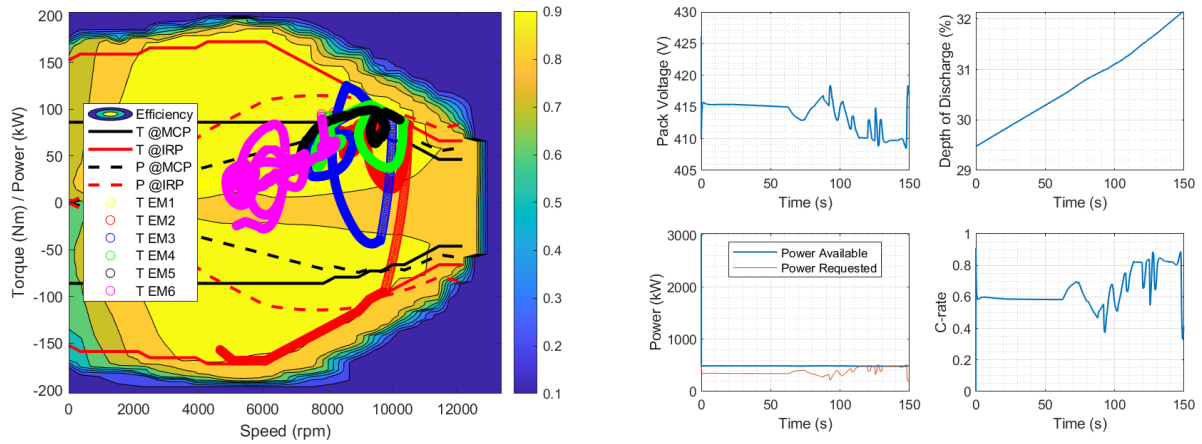 200
150
100
50
0
-50
-100
-150
-200
Torque (Nm) / Power (kW)
0
2000
4000
6000
8000
10000
12000
Speed (rpm)
Efficiency
T @MCP
T @IRP
P @MCP
P @IRP
T EM1
T EM2
T EM3
T EM4
T EM5
T EM6
0.9
0.8
0.7
0.6
0.5
0.4
0.3
0.2
0.1
430
425
420
415
410
405
Pack Voltage (V)
0
50
100
150
Time (s)
32
31
30
29
Depth of Discharge (%)
0
50
100
150
Time (s)
3000
2000
1000
0
Power (kW)
Power Available
Power Requested
0
50
100
150
Time (s)
1
0.8
0.6
0.4
0.2
0
C-rate
0
50
100
150
Time (s)